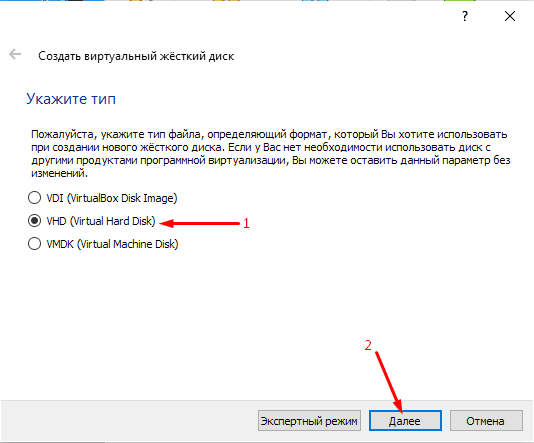 ?
Создать виртуальный жёсткий диск
Укажите тип
Пожалуйста, укажите тип файла, определяющий формат, который Вы хотите использовать
при создании нового жёсткого диска. Если у Вас нет необходимости использовать диск с
другими продуктами программной виртуализации, Вы можете оставить данный параметр без
изменений.
VDI (VirtualBox Disk Image)
VHD (Virtual Hard Disk)
1
VMDK (Virtual Machine Disk)
2
Экспертный режим
Далее
Отмена